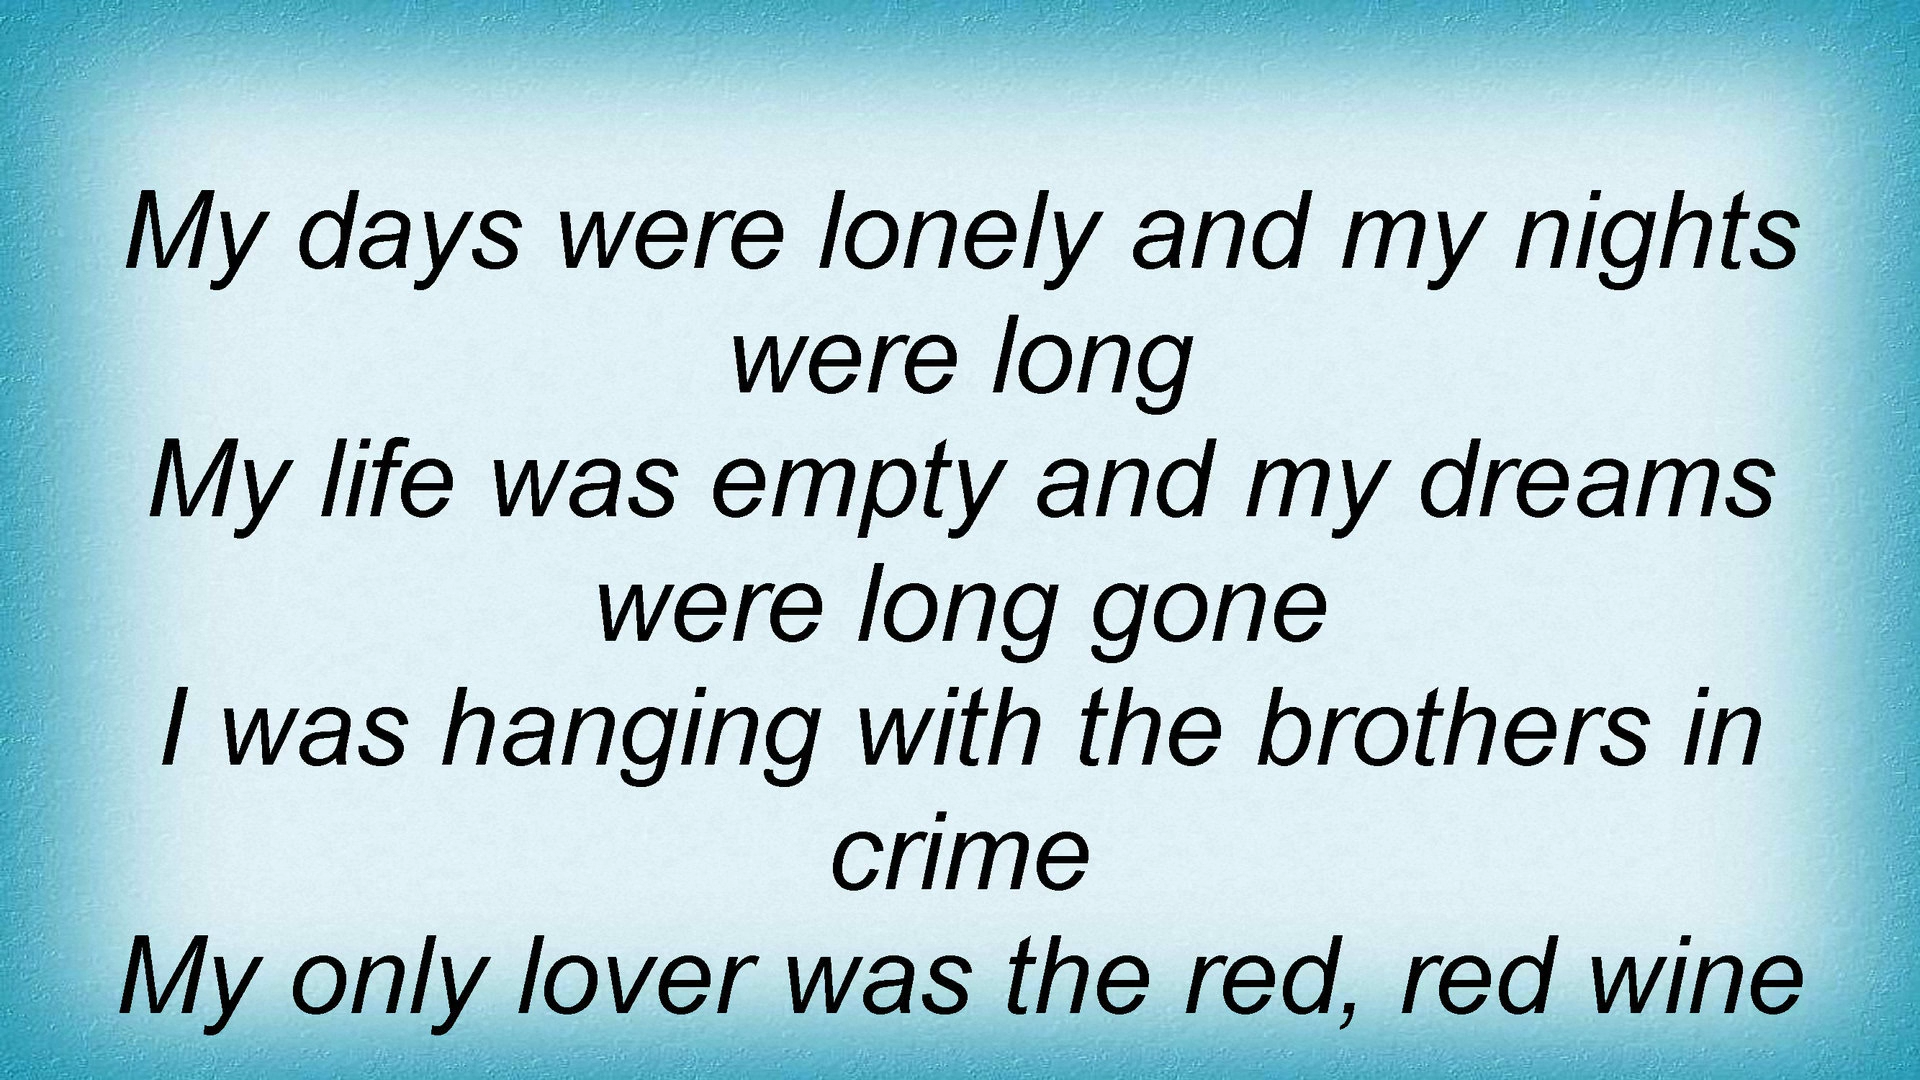 My days were lonely and my nights
were long
My life was empty and my dreams
were long gone
I was hanging with the brothers in
crime
My only lover was the red, red wine